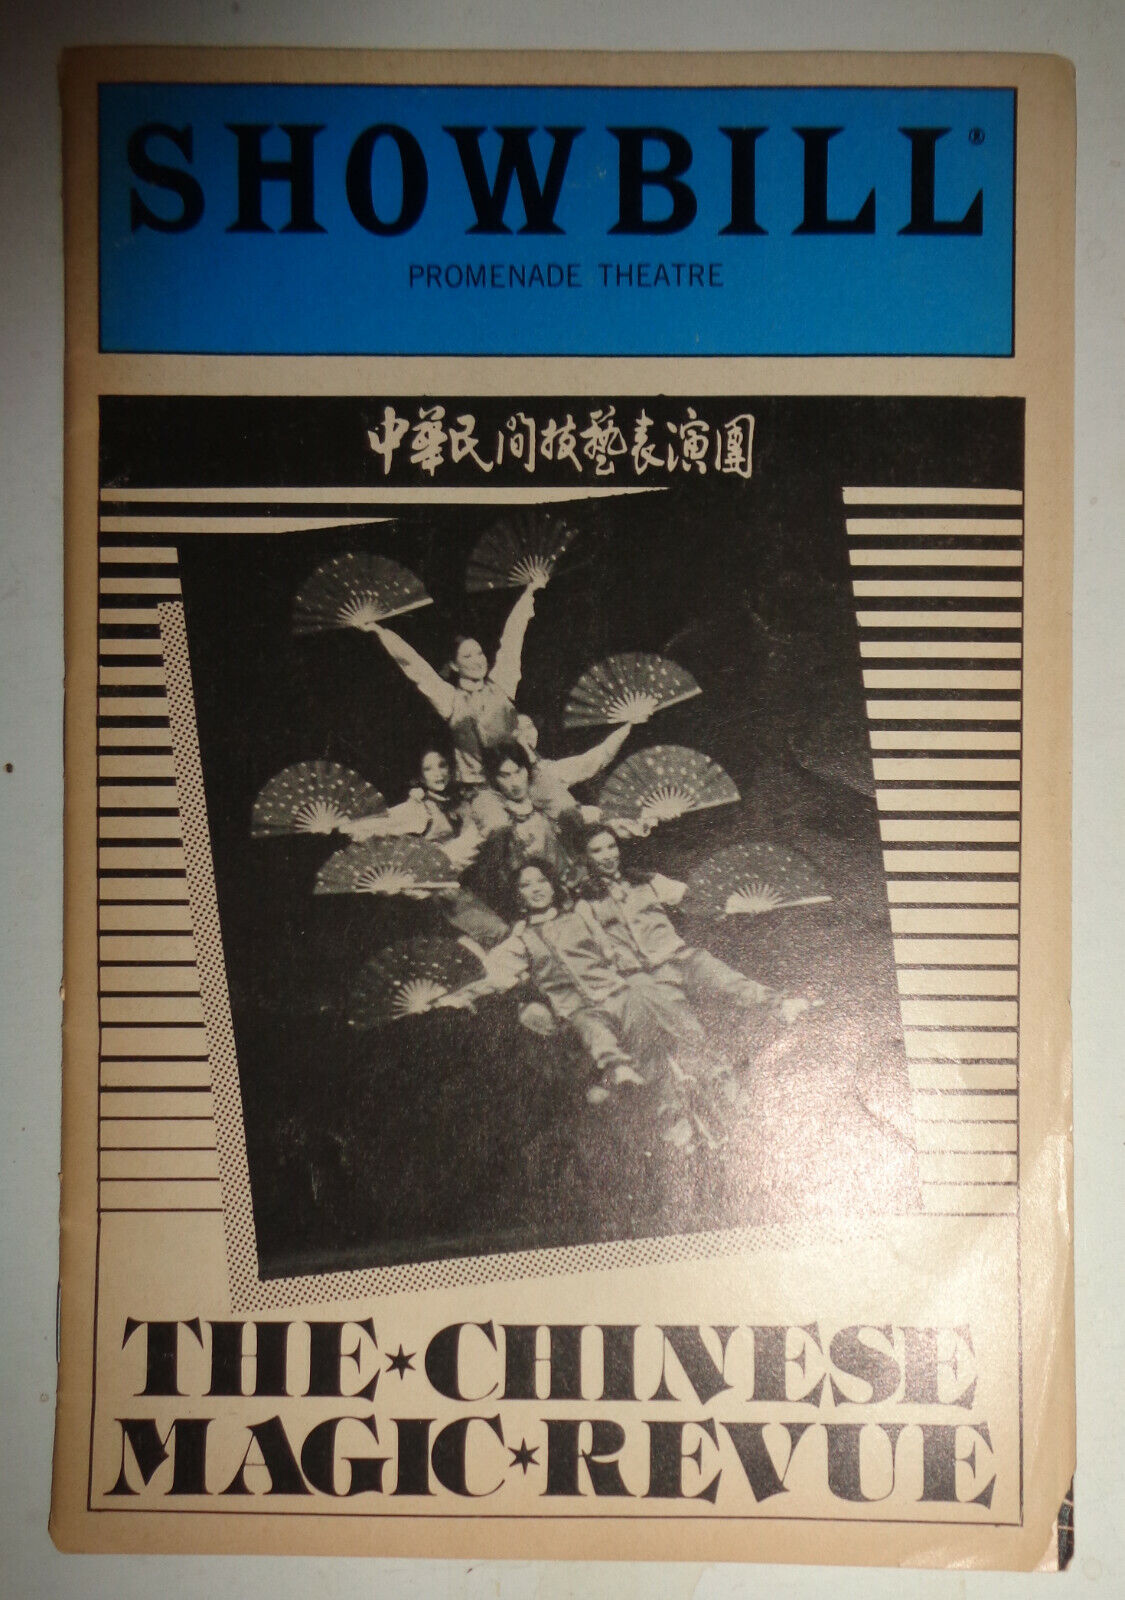 SHOWBILL®
PROMENADE THEATRE
中華民間技藝表演團
THE★CHINESE
MAGIC★REVUE